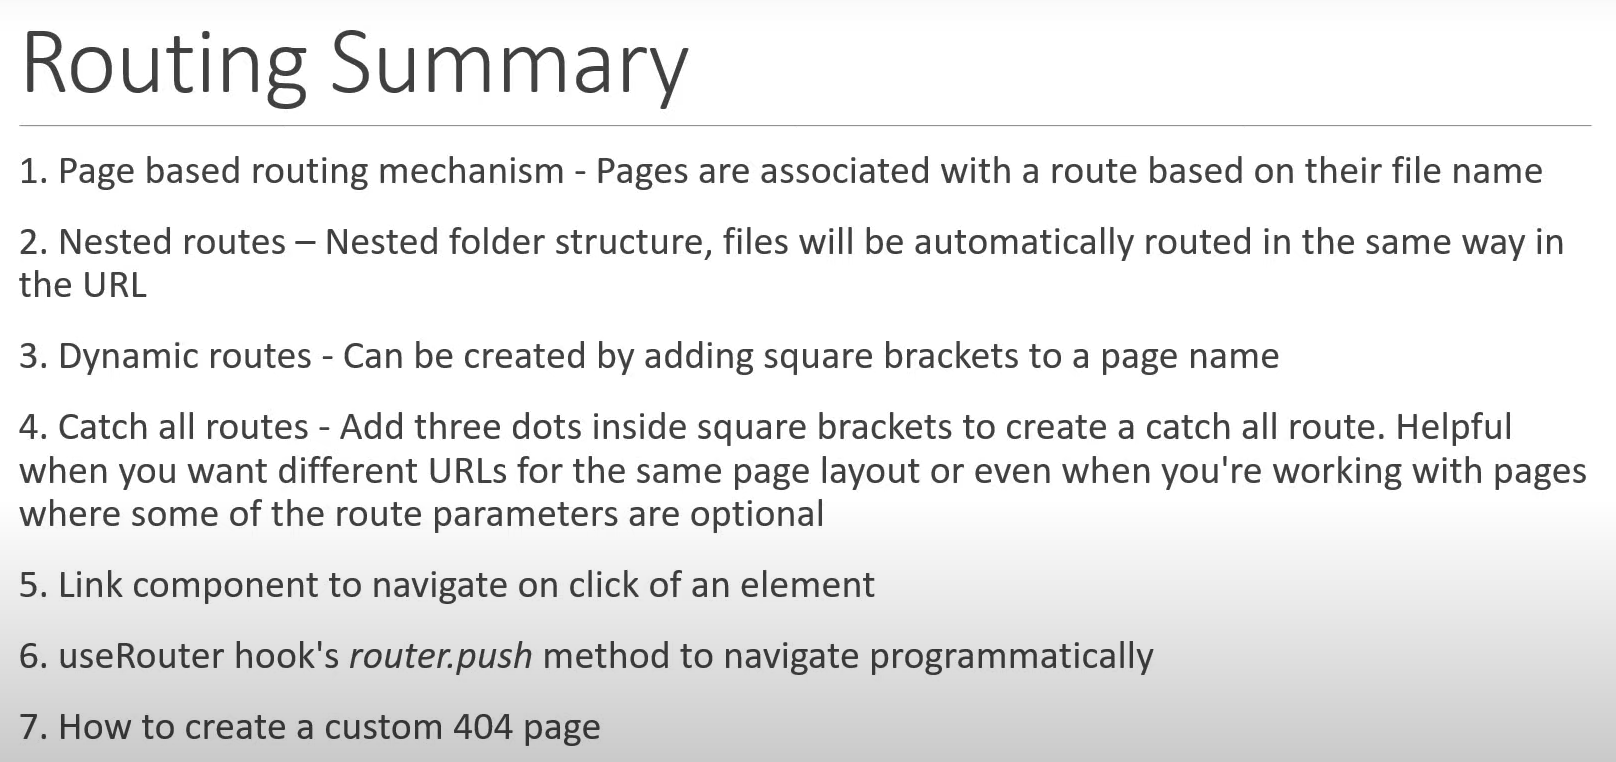 Routing Summary
1. Page based routing mechanism - Pages are associated with a route based on their file name
2. Nested routes – Nested folder structure, files will be automatically routed in the same way in
the URL
3. Dynamic routes - Can be created by adding square brackets to a page name
4. Catch all routes - Add three dots inside square brackets to create a catch all route. Helpful
when you want different URLs for the same page layout or even when you're working with pages
where some of the route parameters are optional
5. Link component to navigate on click of an element
6. useRouter hook's router.push method to navigate programmatically
7. How to create a custom 404 page